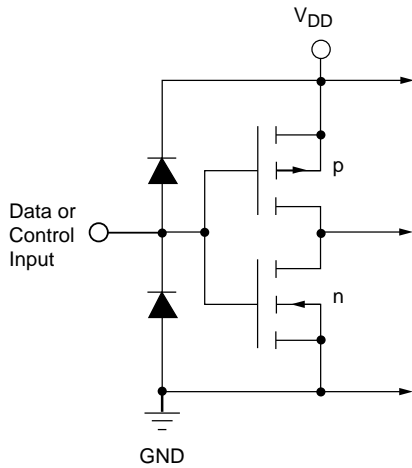 VDD
p
Data or
Control
Input
n
GND